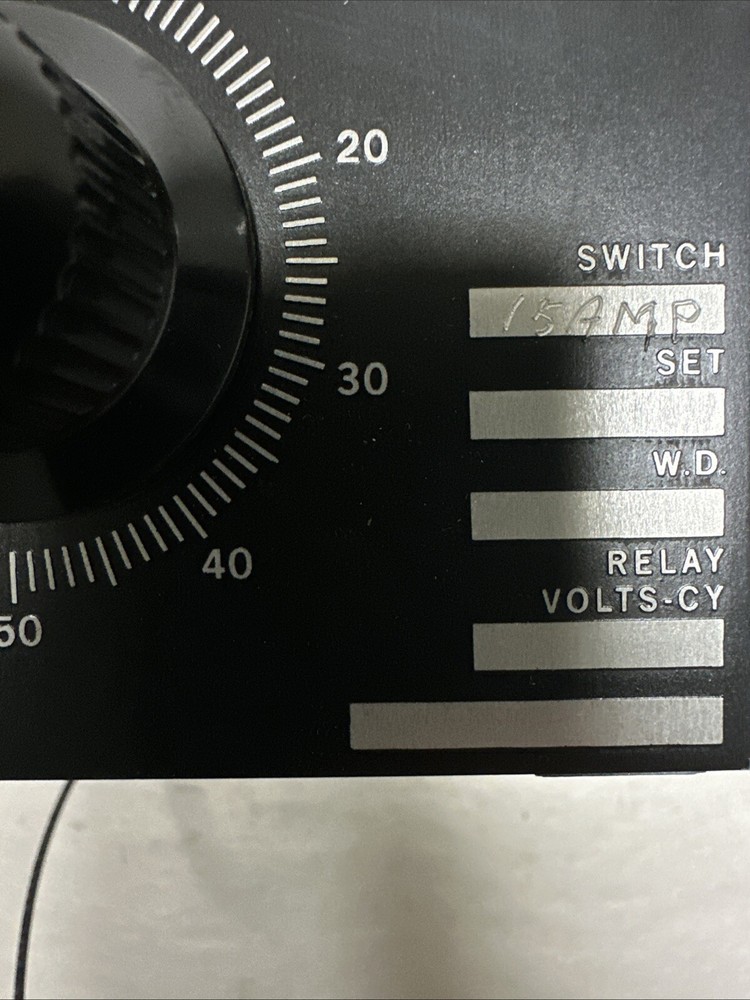 20
SWITCH
15AMP
SET
30
W.D.
40
RELAY
VOLTS-CY
50